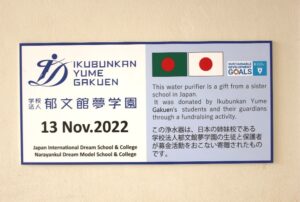 IKUBUNKAN
YUME
GAKUEN
学校
法人 郁文館夢学園
13 Nov.2022
Japan International Dream School & College
Narayankul Dream Model School & College
SUSTAINABLE
DEVELOPMENT
GOALS
This water purifier is a gift from a sister
school in Japan.
It was donated by Ikubunkan Yume
Gakuen's students and their guardians
through a fundraising activity.
この浄水器は、日本の姉妹校である
学校法人郁文館夢学園の生徒と保護者
が募金活動をおこない寄贈されたもの
です。